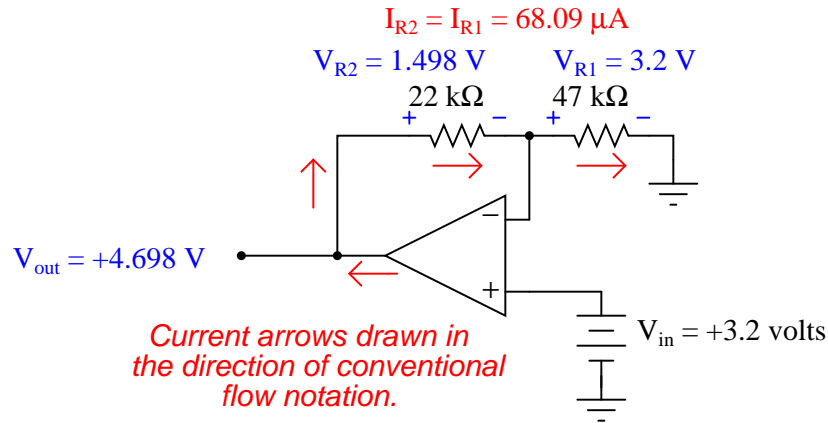 I_R2 = I_R1 = 68.09 μA
V_R2 = 1.498 V V_R1 = 3.2 V
22 kΩ 47 kΩ
+ − + −
−
V_out = +4.698 V
+
V_in = +3.2 volts
Current arrows drawn in
the direction of conventional
flow notation.